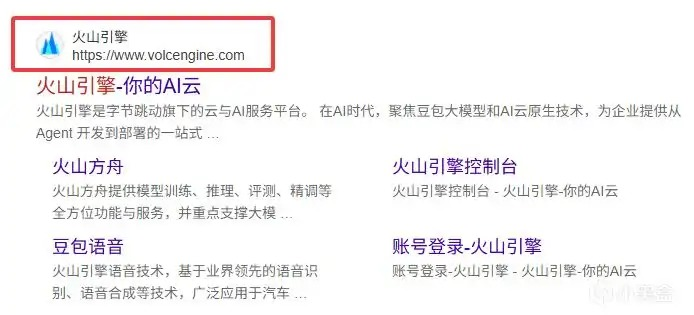 火山引擎
https://www.volcengine.com
火山引擎-你的AI云
火山引擎是字节跳动旗下的云与AI服务平台。 在AI时代，聚焦豆包大模型和AI云原生技术，为企业提供从
Agent 开发到部署的一站式 …
火山方舟
火山方舟提供模型训练、推理、评测、精调等
全方位功能与服务，并重点支撑大模 …
火山引擎控制台
火山引擎控制台 - 火山引擎-你的AI云
豆包语音
火山引擎语音技术，基于业界领先的语音识
别、语音合成等技术，广泛应用于汽车 …
账号登录-火山引擎
账号登录-火山引擎 - 火山引擎-你的AI云
小黑盒